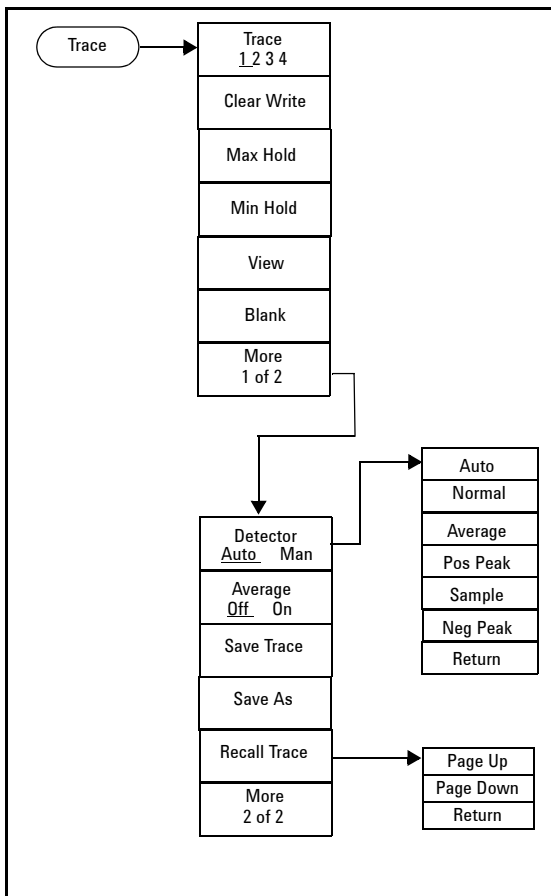 Trace
Trace
1 2 3 4
Clear Write
Max Hold
Min Hold
View
Blank
More
1 of 2
Detector
Auto Man
Average
Off On
Save Trace
Save As
Recall Trace
More
2 of 2
Auto
Normal
Average
Pos Peak
Sample
Neg Peak
Return
Page Up
Page Down
Return